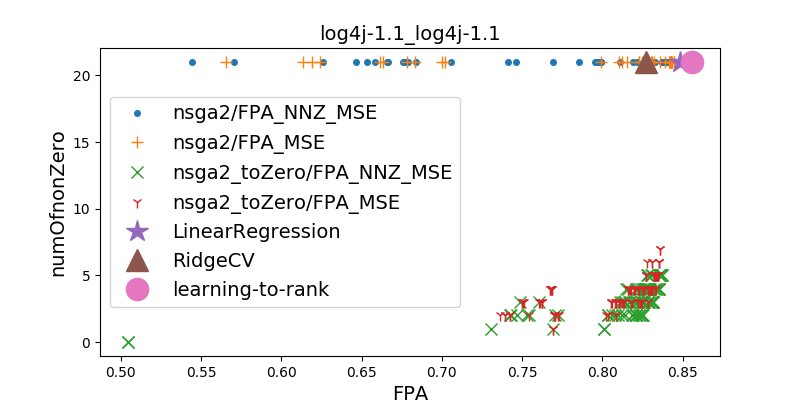 log4j-1.1_log4j-1.1
numOfnonZero
20
15
10
5
0
nsga2/FPA_NNZ_MSE
nsga2/FPA_MSE
nsga2_toZero/FPA_NNZ_MSE
nsga2_toZero/FPA_MSE
LinearRegression
RidgeCV
learning-to-rank
0.50 0.55 0.60 0.65 0.70 0.75 0.80 0.85
FPA